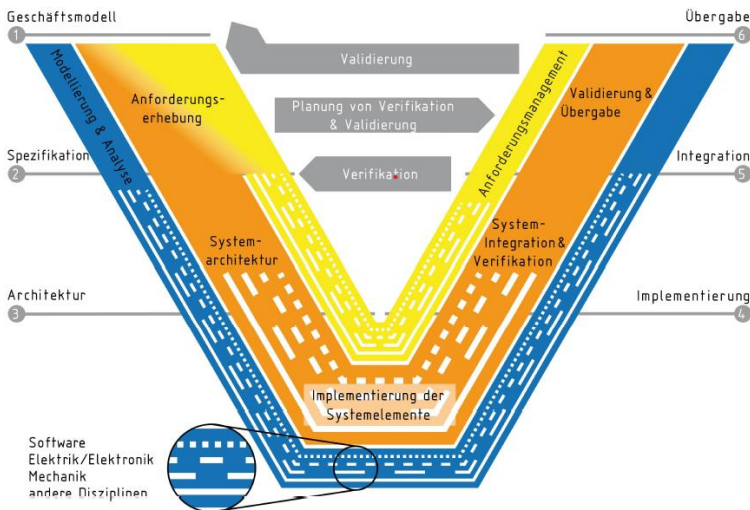 Geschäftsmodell
1
Übergabe
6
Validierung
Modellierung & Analyse
Anforderungs-
erhebung
Planung von Verifikation
& Validierung
Anforderungsmanagement
Validierung &
Übergabe
Spezifikation
2
Verifikation
Integration
5
System-
architektur
System-
Integration &
Verifikation
Architektur
3
Implementierung
4
Implementierung der
Systemelemente
Software
Elektrik/Elektronik
Mechanik
andere Disziplinen